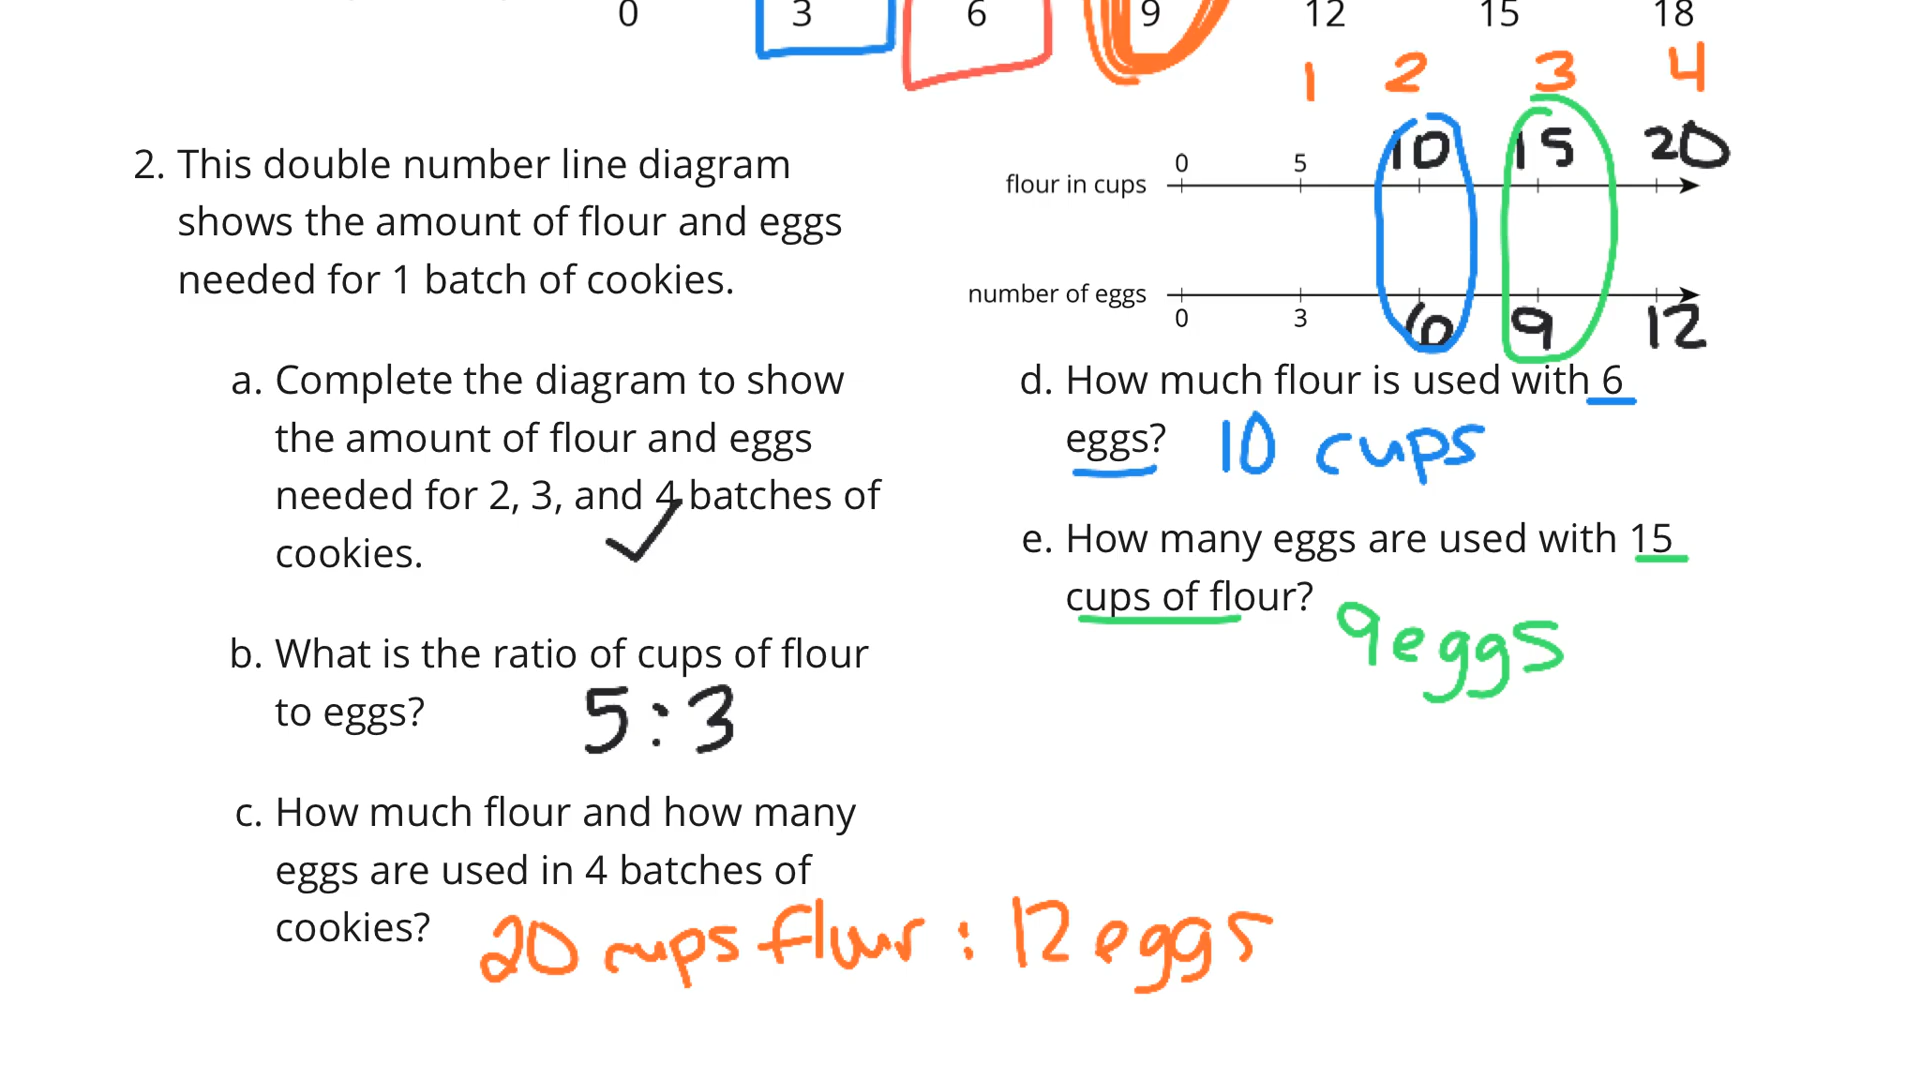 0 3 6 9 12 15 18
1 2 3 4
2. This double number line diagram
shows the amount of flour and eggs
needed for 1 batch of cookies.
0 5 10 15 20
flour in cups
number of eggs
0 3 6 9 12
a. Complete the diagram to show
the amount of flour and eggs
needed for 2, 3, and 4 batches of
cookies.
b. What is the ratio of cups of flour
to eggs? 5:3
c. How much flour and how many
eggs are used in 4 batches of
cookies? 20 cups flour : 12 eggs
d. How much flour is used with 6
eggs? 10 cups
e. How many eggs are used with 15
cups of flour? 9 eggs